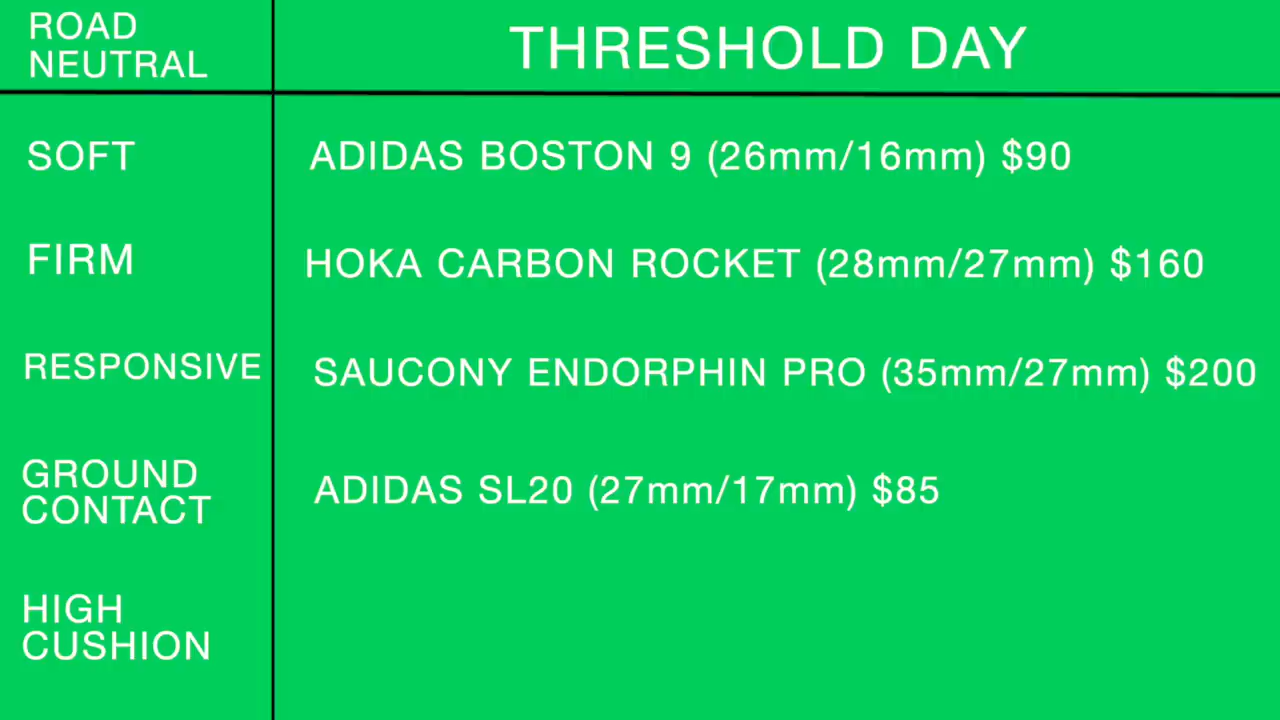 ROAD
NEUTRAL
THRESHOLD DAY
SOFT
ADIDAS BOSTON 9 (26mm/16mm) $90
FIRM
HOKA CARBON ROCKET (28mm/27mm) $160
RESPONSIVE
SAUCONY ENDORPHIN PRO (35mm/27mm) $200
GROUND
CONTACT
ADIDAS SL20 (27mm/17mm) $85
HIGH
CUSHION